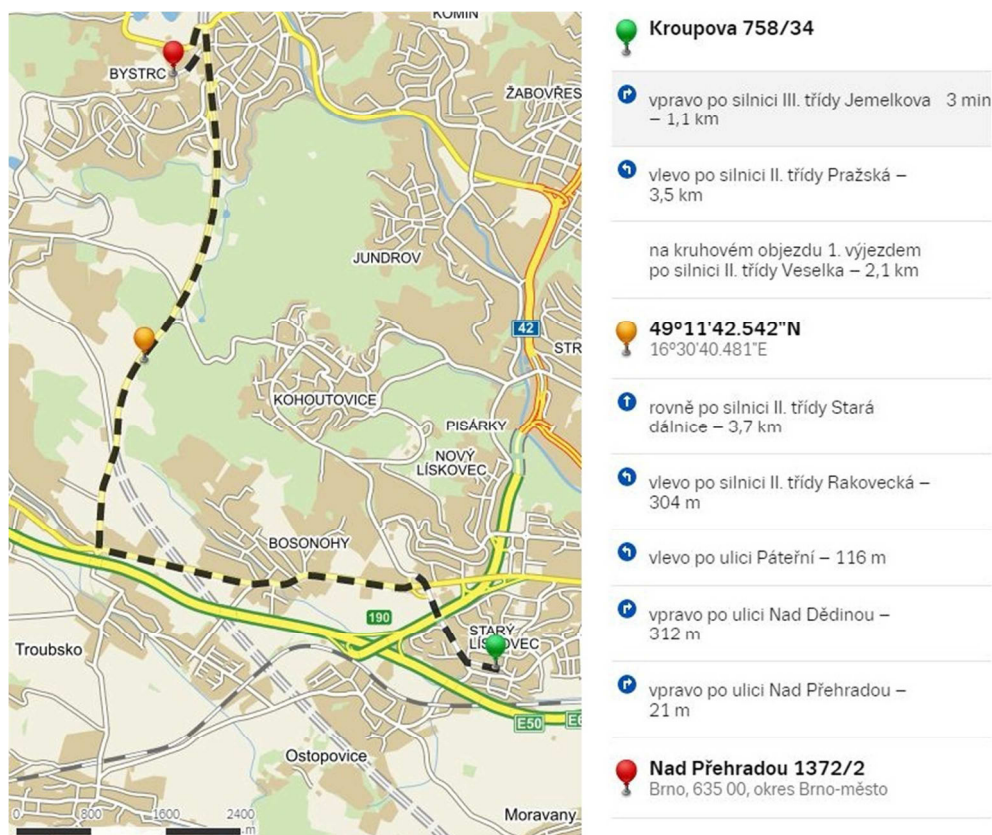 KOMÍN
BYSTRC
ŽABOVŘES
JUNDROV
42
STR
KOHOUTOVICE
PISÁRKY
NOVÝ
LÍSKOVEC
BOSONOHY
190
STARÝ
LÍSKOVEC
Troubsko
E50
Ostopovice
Moravany
0 800 1600 2400
m
Kroupova 758/34
vpravo po silnici III. třídy Jemelkova 3 min
– 1,1 km
vlevo po silnici II. třídy Pražská –
3,5 km
na kruhovém objezdu 1. výjezdem
po silnici II. třídy Veselka – 2,1 km
49°11'42.542"N
16°30'40.481"E
rovně po silnici II. třídy Stará
dálnice – 3,7 km
vlevo po silnici II. třídy Rakovecká –
304 m
vlevo po ulici Páteřní – 116 m
vpravo po ulici Nad Dědinou –
312 m
vpravo po ulici Nad Přehradou –
21 m
Nad Přehradou 1372/2
Brno, 635 00, okres Brno-město